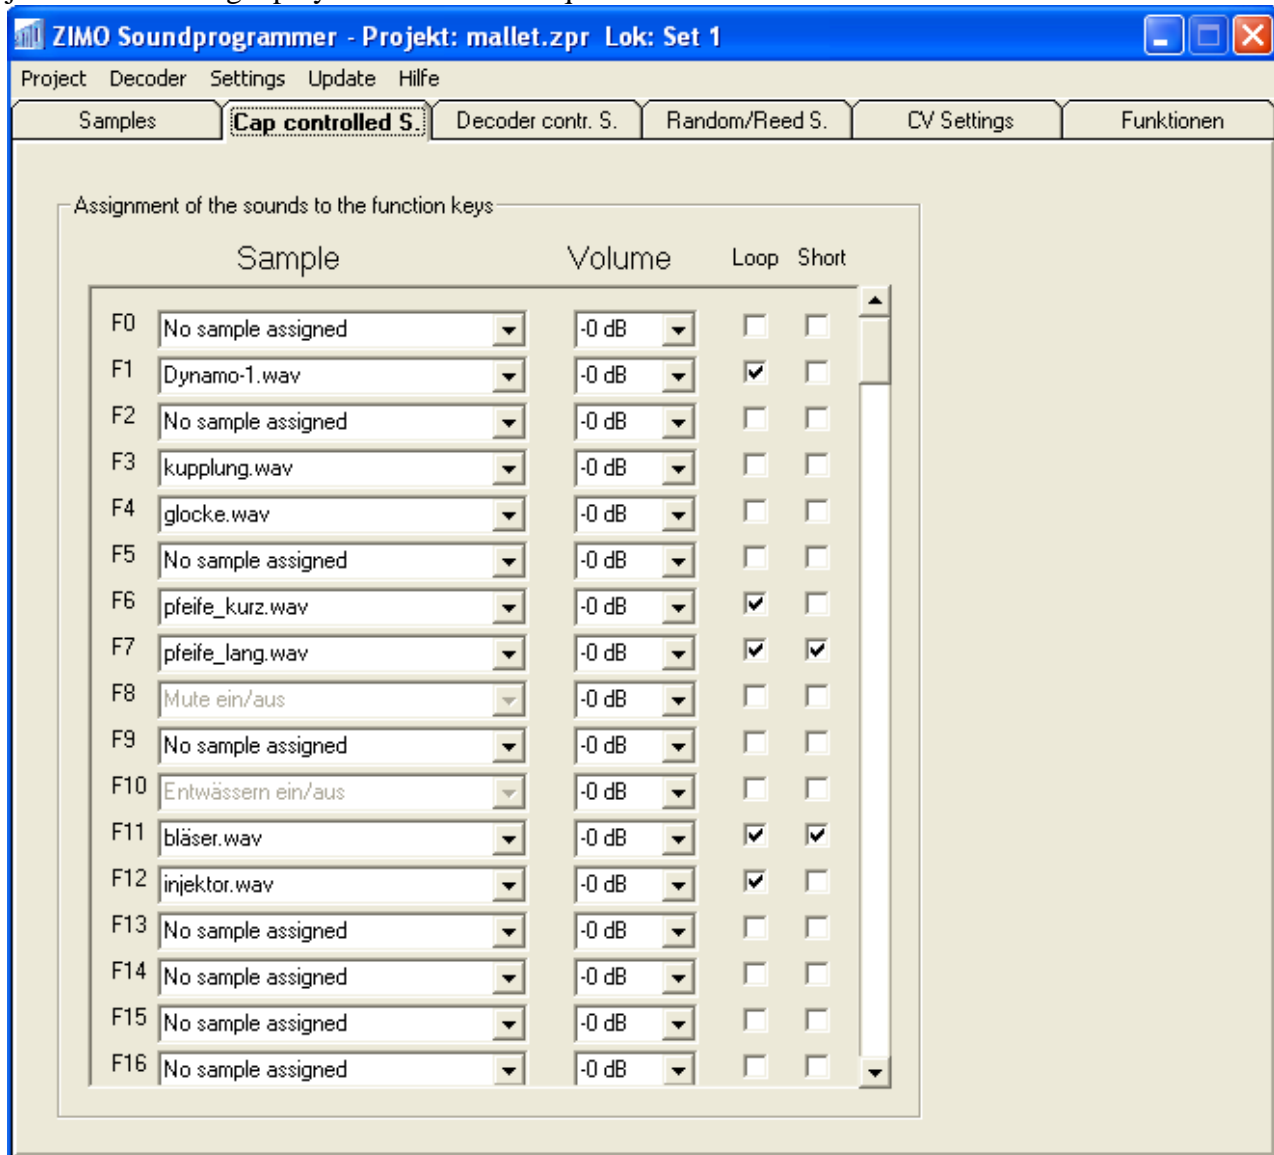 ZIMO Soundprogrammer - Projekt: mallet.zpr Lok: Set 1
Project Decoder Settings Update Hilfe
Samples Cap controlled S. Decoder contr. S. Random/Reed S. CV Settings Funktionen
Assignment of the sounds to the function keys
Sample Volume Loop Short
F0 No sample assigned -0 dB
F1 Dynamo-1.wav -0 dB
F2 No sample assigned -0 dB
F3 kupplung.wav -0 dB
F4 glocke.wav -0 dB
F5 No sample assigned -0 dB
F6 pfeife_kurz.wav -0 dB
F7 pfeife_lang.wav -0 dB
F8 Mute ein/aus -0 dB
F9 No sample assigned -0 dB
F10 Entwässern ein/aus -0 dB
F11 bläser.wav -0 dB
F12 injektor.wav -0 dB
F13 No sample assigned -0 dB
F14 No sample assigned -0 dB
F15 No sample assigned -0 dB
F16 No sample assigned -0 dB